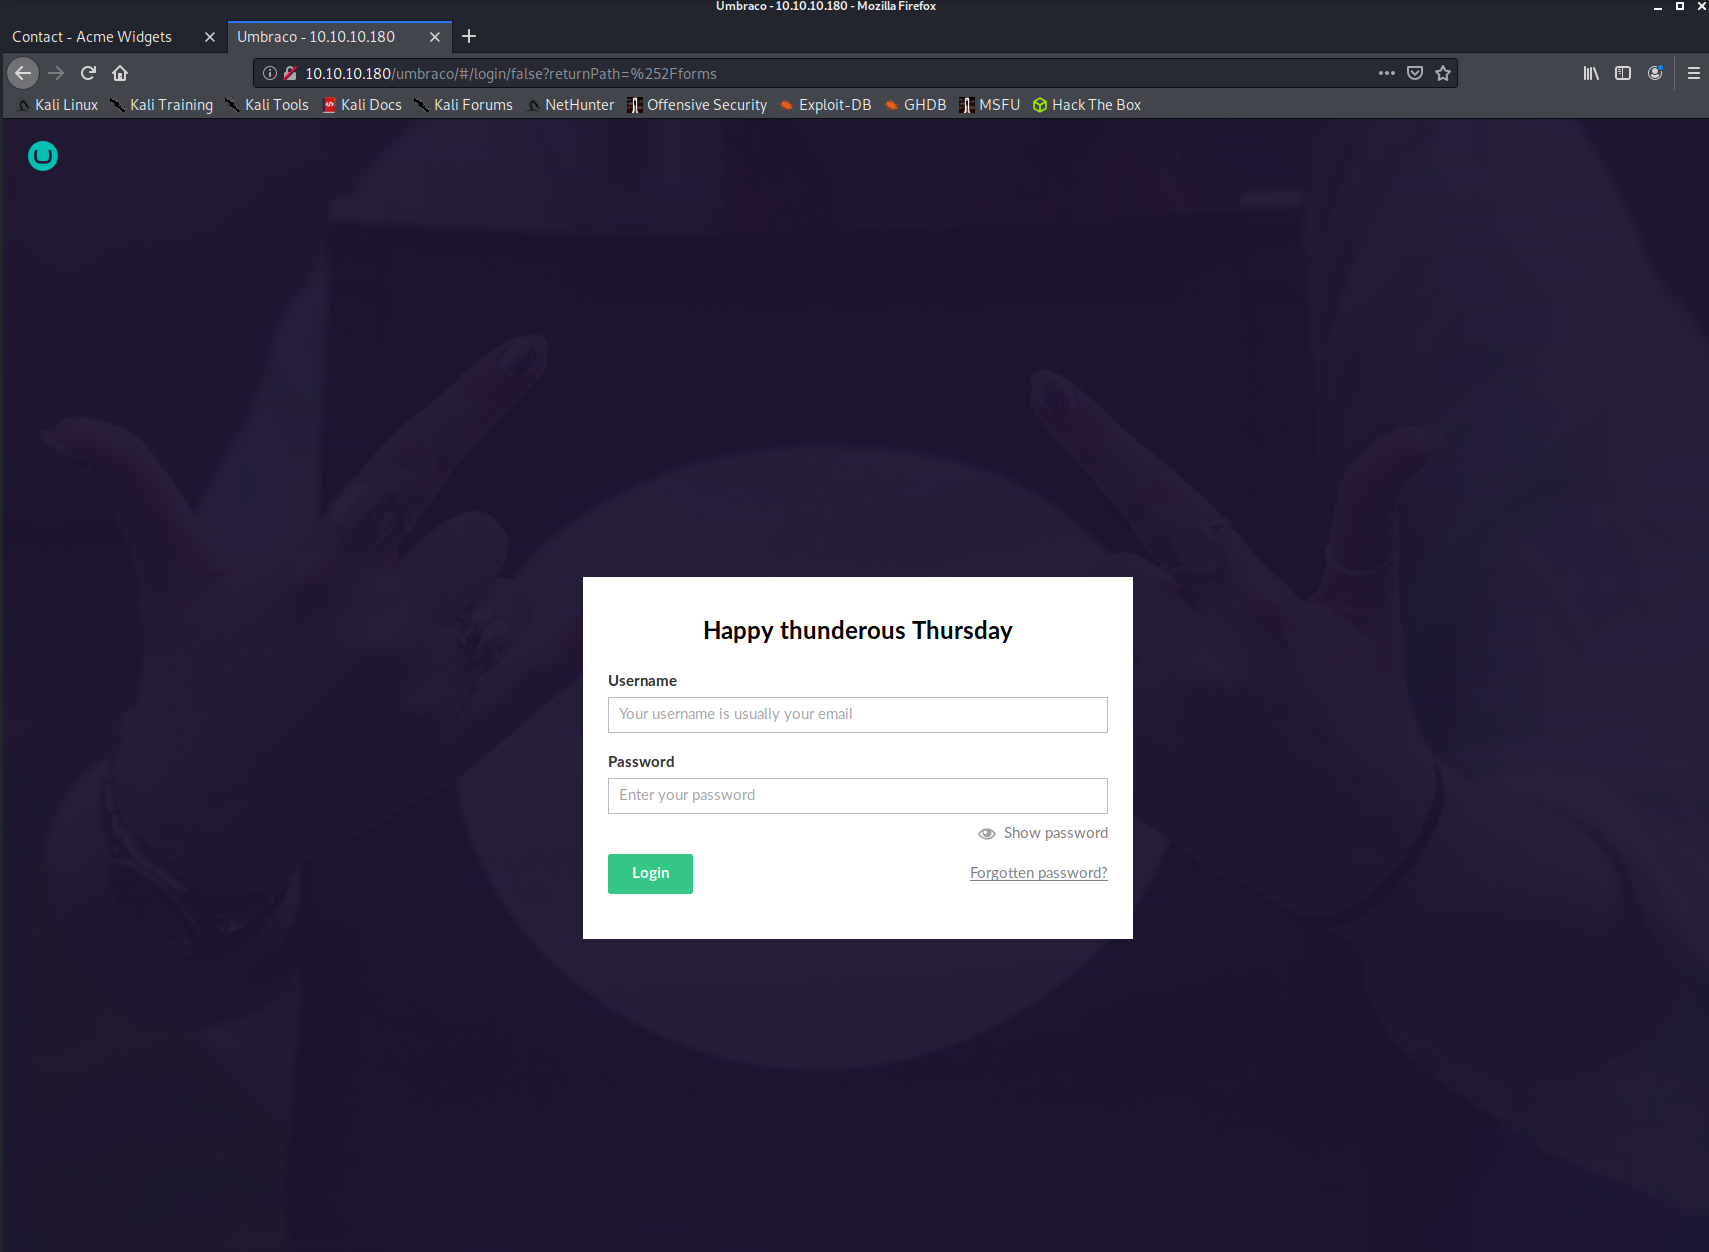 Umbraco - 10.10.10.180 - Mozilla Firefox
Contact - Acme Widgets
Umbraco - 10.10.10.180
10.10.10.180/umbraco/#/login/false?returnPath=%252Fforms
Kali Linux Kali Training Kali Tools Kali Docs Kali Forums NetHunter Offensive Security Exploit-DB GHDB MSFU Hack The Box
Happy thunderous Thursday
Username
Your username is usually your email
Password
Enter your password
Show password
Login Forgotten password?